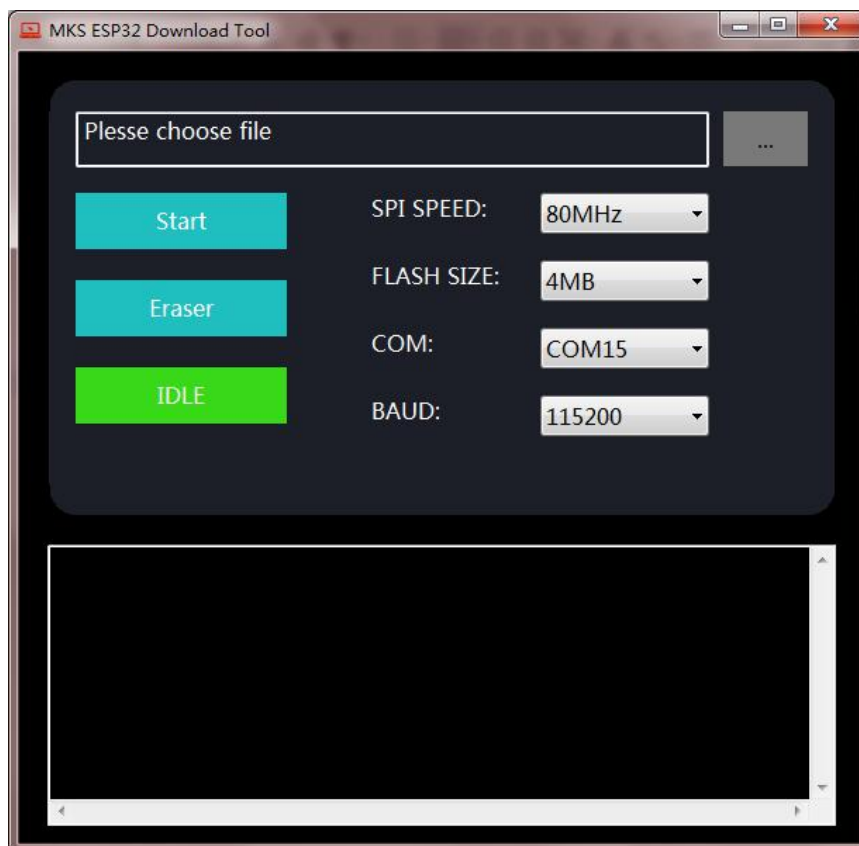 MKS ESP32 Download Tool
Plesse choose file
...
Start
SPI SPEED:
80MHz
Eraser
FLASH SIZE:
4MB
COM:
COM15
IDLE
BAUD:
115200